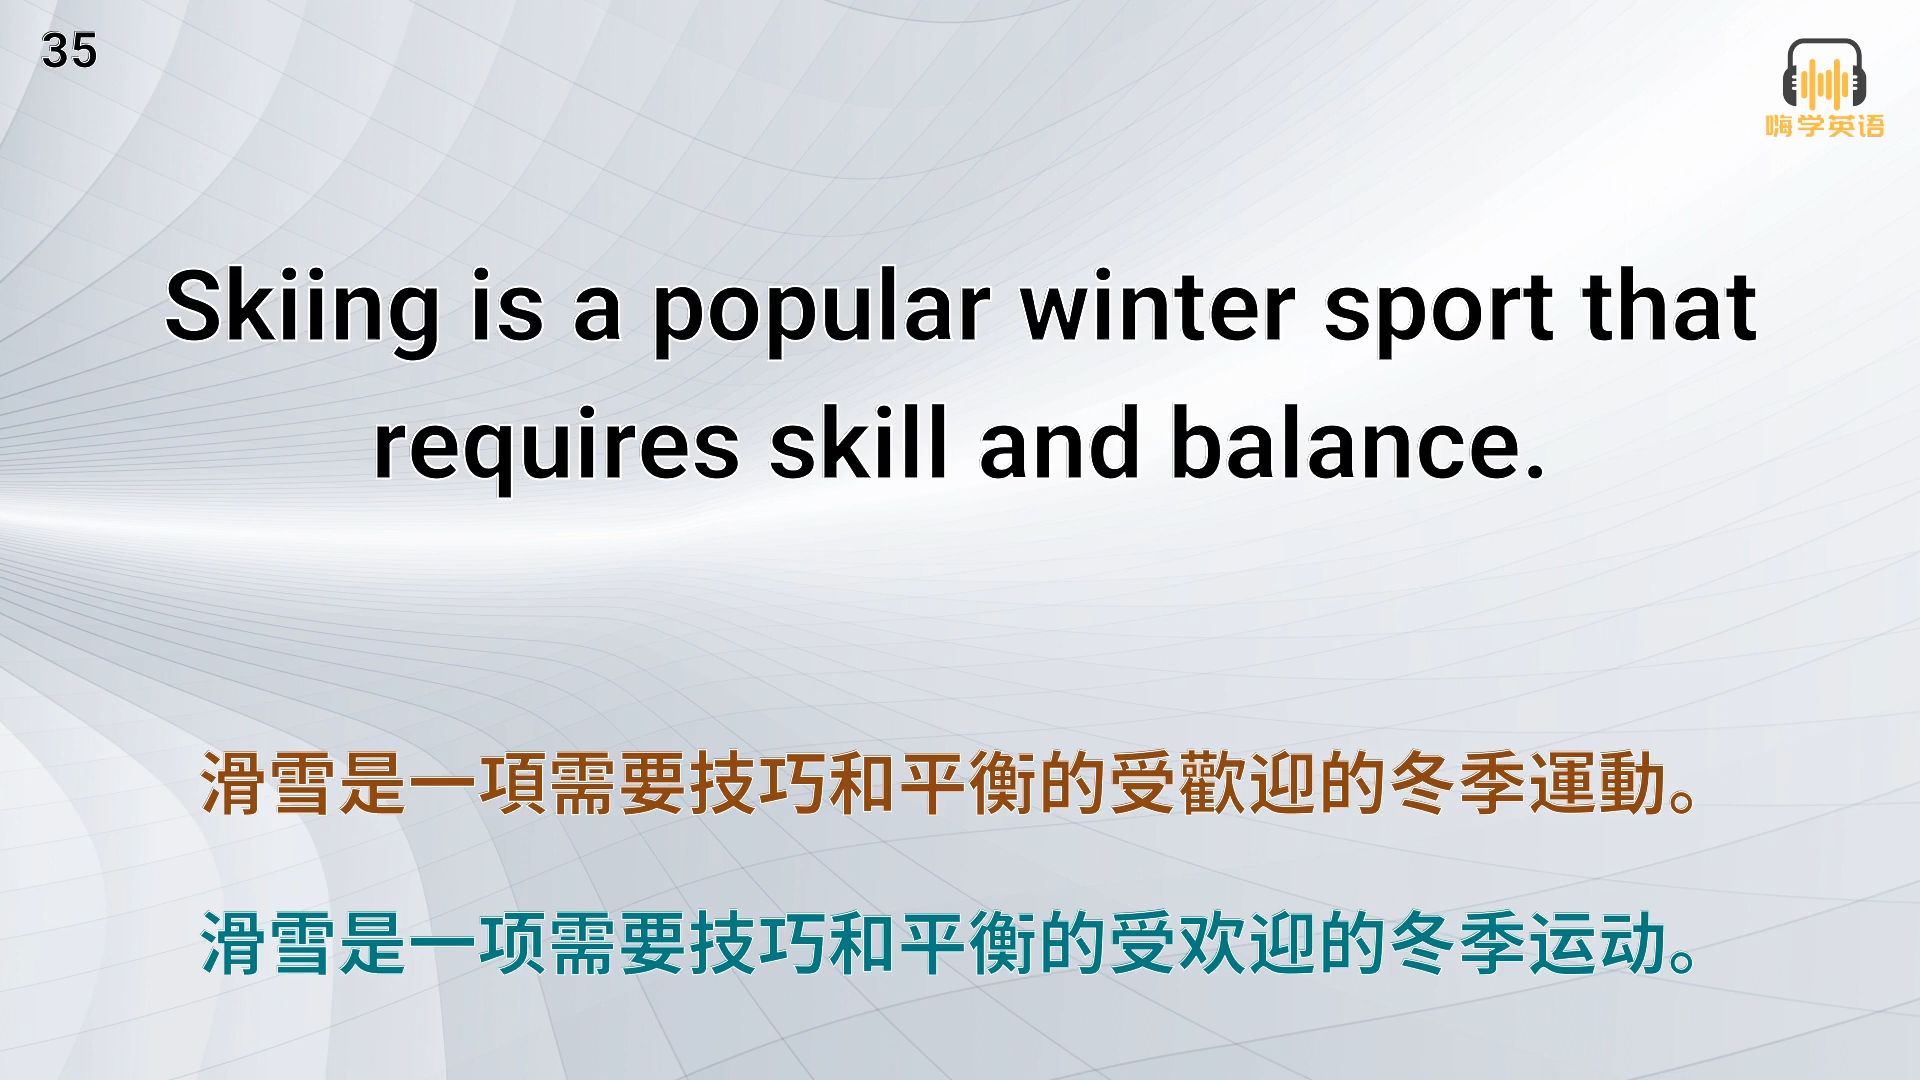 35
嗨学英语
Skiing is a popular winter sport that
requires skill and balance.
滑雪是一項需要技巧和平衡的受歡迎的冬季運動。
滑雪是一项需要技巧和平衡的受欢迎的冬季运动。